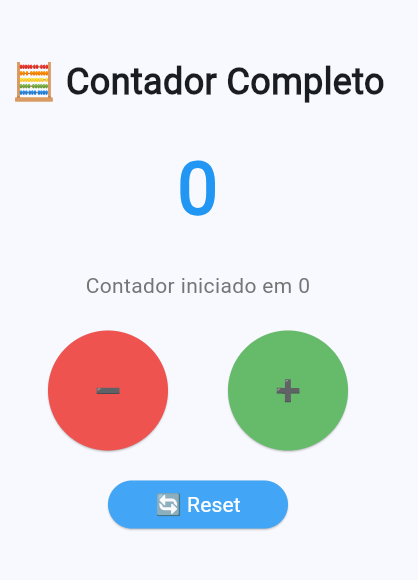 🧮 Contador Completo
0
Contador iniciado em 0
➖ ➕
🔄 Reset